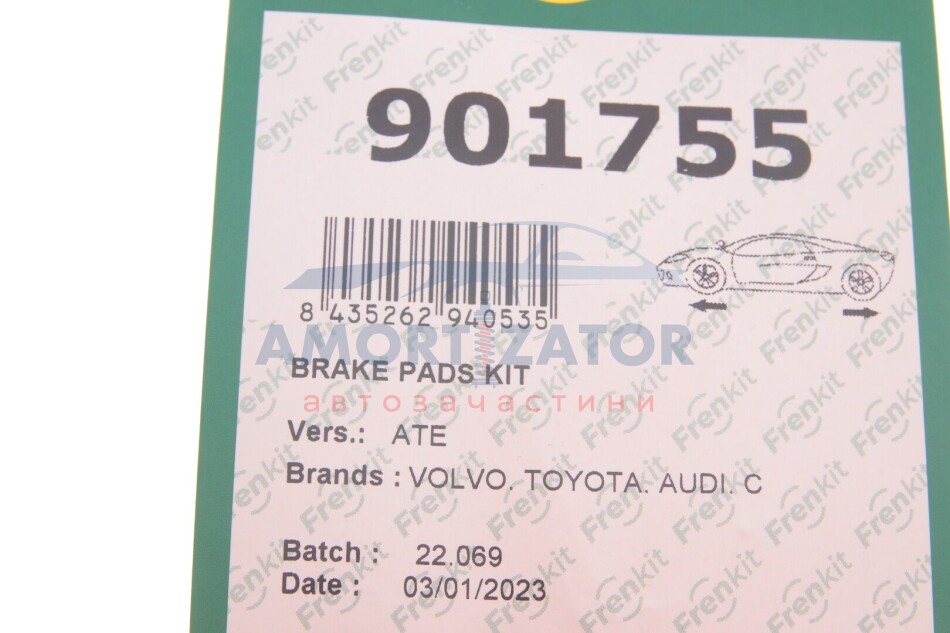 901755
8 435262 940535
AMORTIZATOR
BRAKE PADS KIT
автозачастини
Vers.: ATE
Brands : VOLVO. TOYOTA. AUDI. C
Batch : 22.069
Date : 03/01/2023
Frenkit